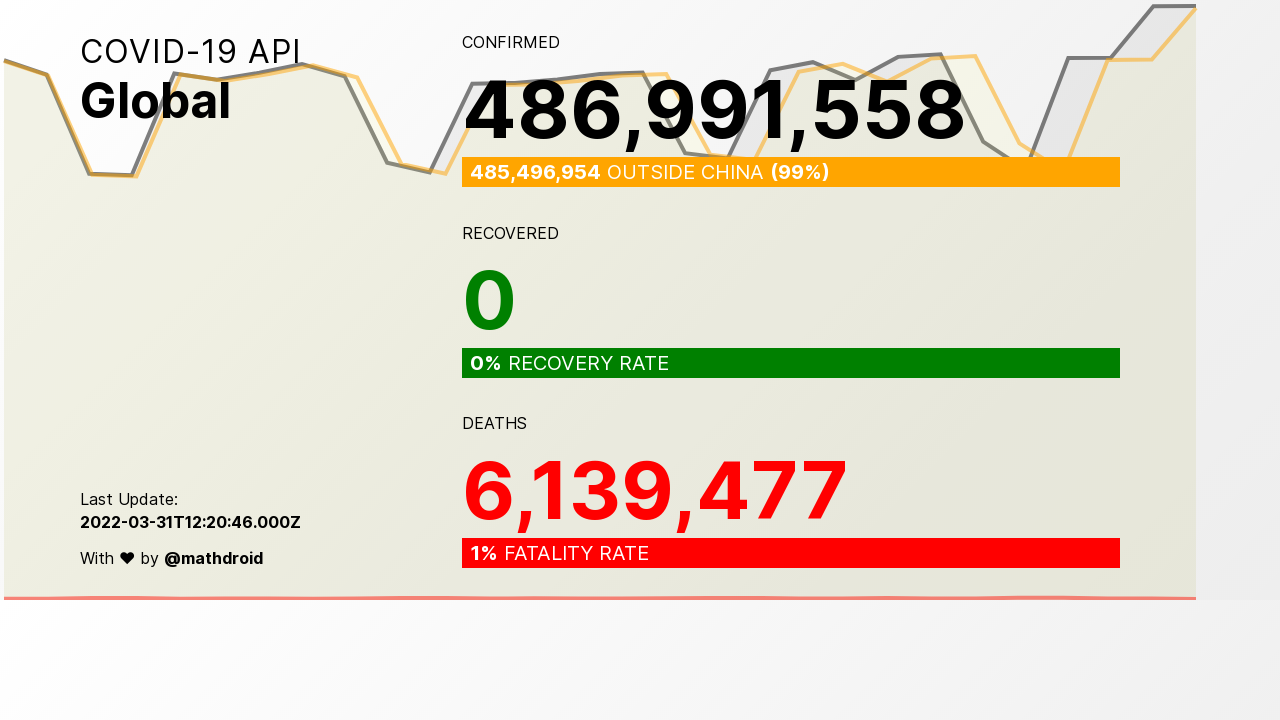 COVID-19 API
Global
CONFIRMED
486,991,558
485,496,954 OUTSIDE CHINA (99%)
RECOVERED
0
0% RECOVERY RATE
DEATHS
6,139,477
1% FATALITY RATE
Last Update:
2022-03-31T12:20:46.000Z
With ♥ by @mathdroid